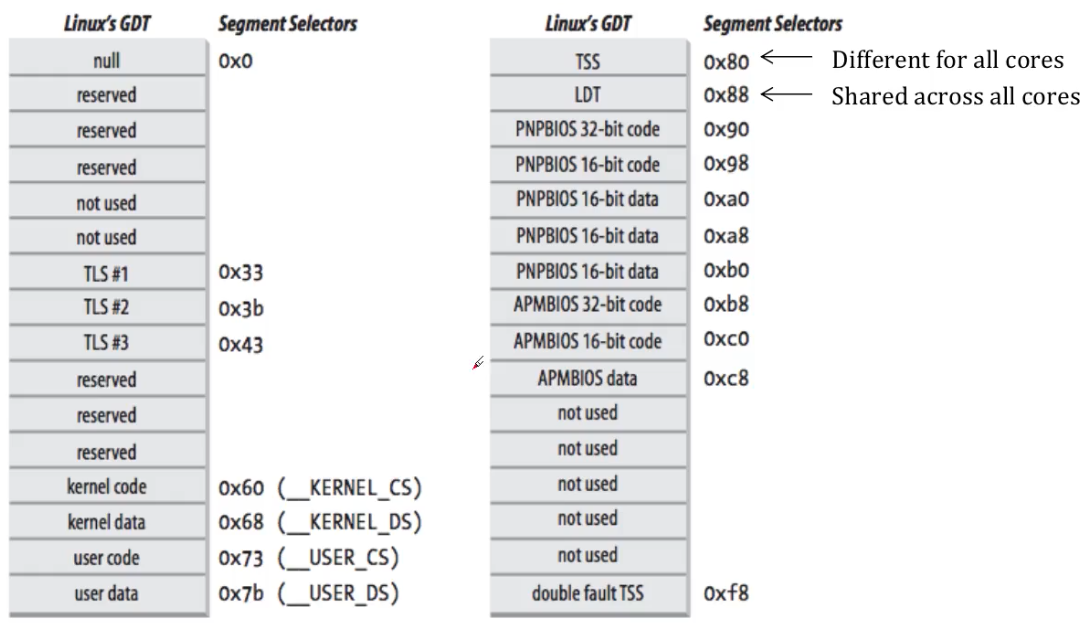 Linux's GDT Segment Selectors
null 0x0
reserved
reserved
reserved
not used
not used
TLS #1 0x33
TLS #2 0x3b
TLS #3 0x43
reserved
reserved
reserved
kernel code 0x60 (__KERNEL_CS)
kernel data 0x68 (__KERNEL_DS)
user code 0x73 (__USER_CS)
user data 0x7b (__USER_DS)
Linux's GDT Segment Selectors
TSS 0x80 Different for all cores
LDT 0x88 Shared across all cores
PNPBIOS 32-bit code 0x90
PNPBIOS 16-bit code 0x98
PNPBIOS 16-bit data 0xa0
PNPBIOS 16-bit data 0xa8
PNPBIOS 16-bit data 0xb0
APMBIOS 32-bit code 0xb8
APMBIOS 16-bit code 0xc0
APMBIOS data 0xc8
not used
not used
not used
not used
not used
double fault TSS 0xf8